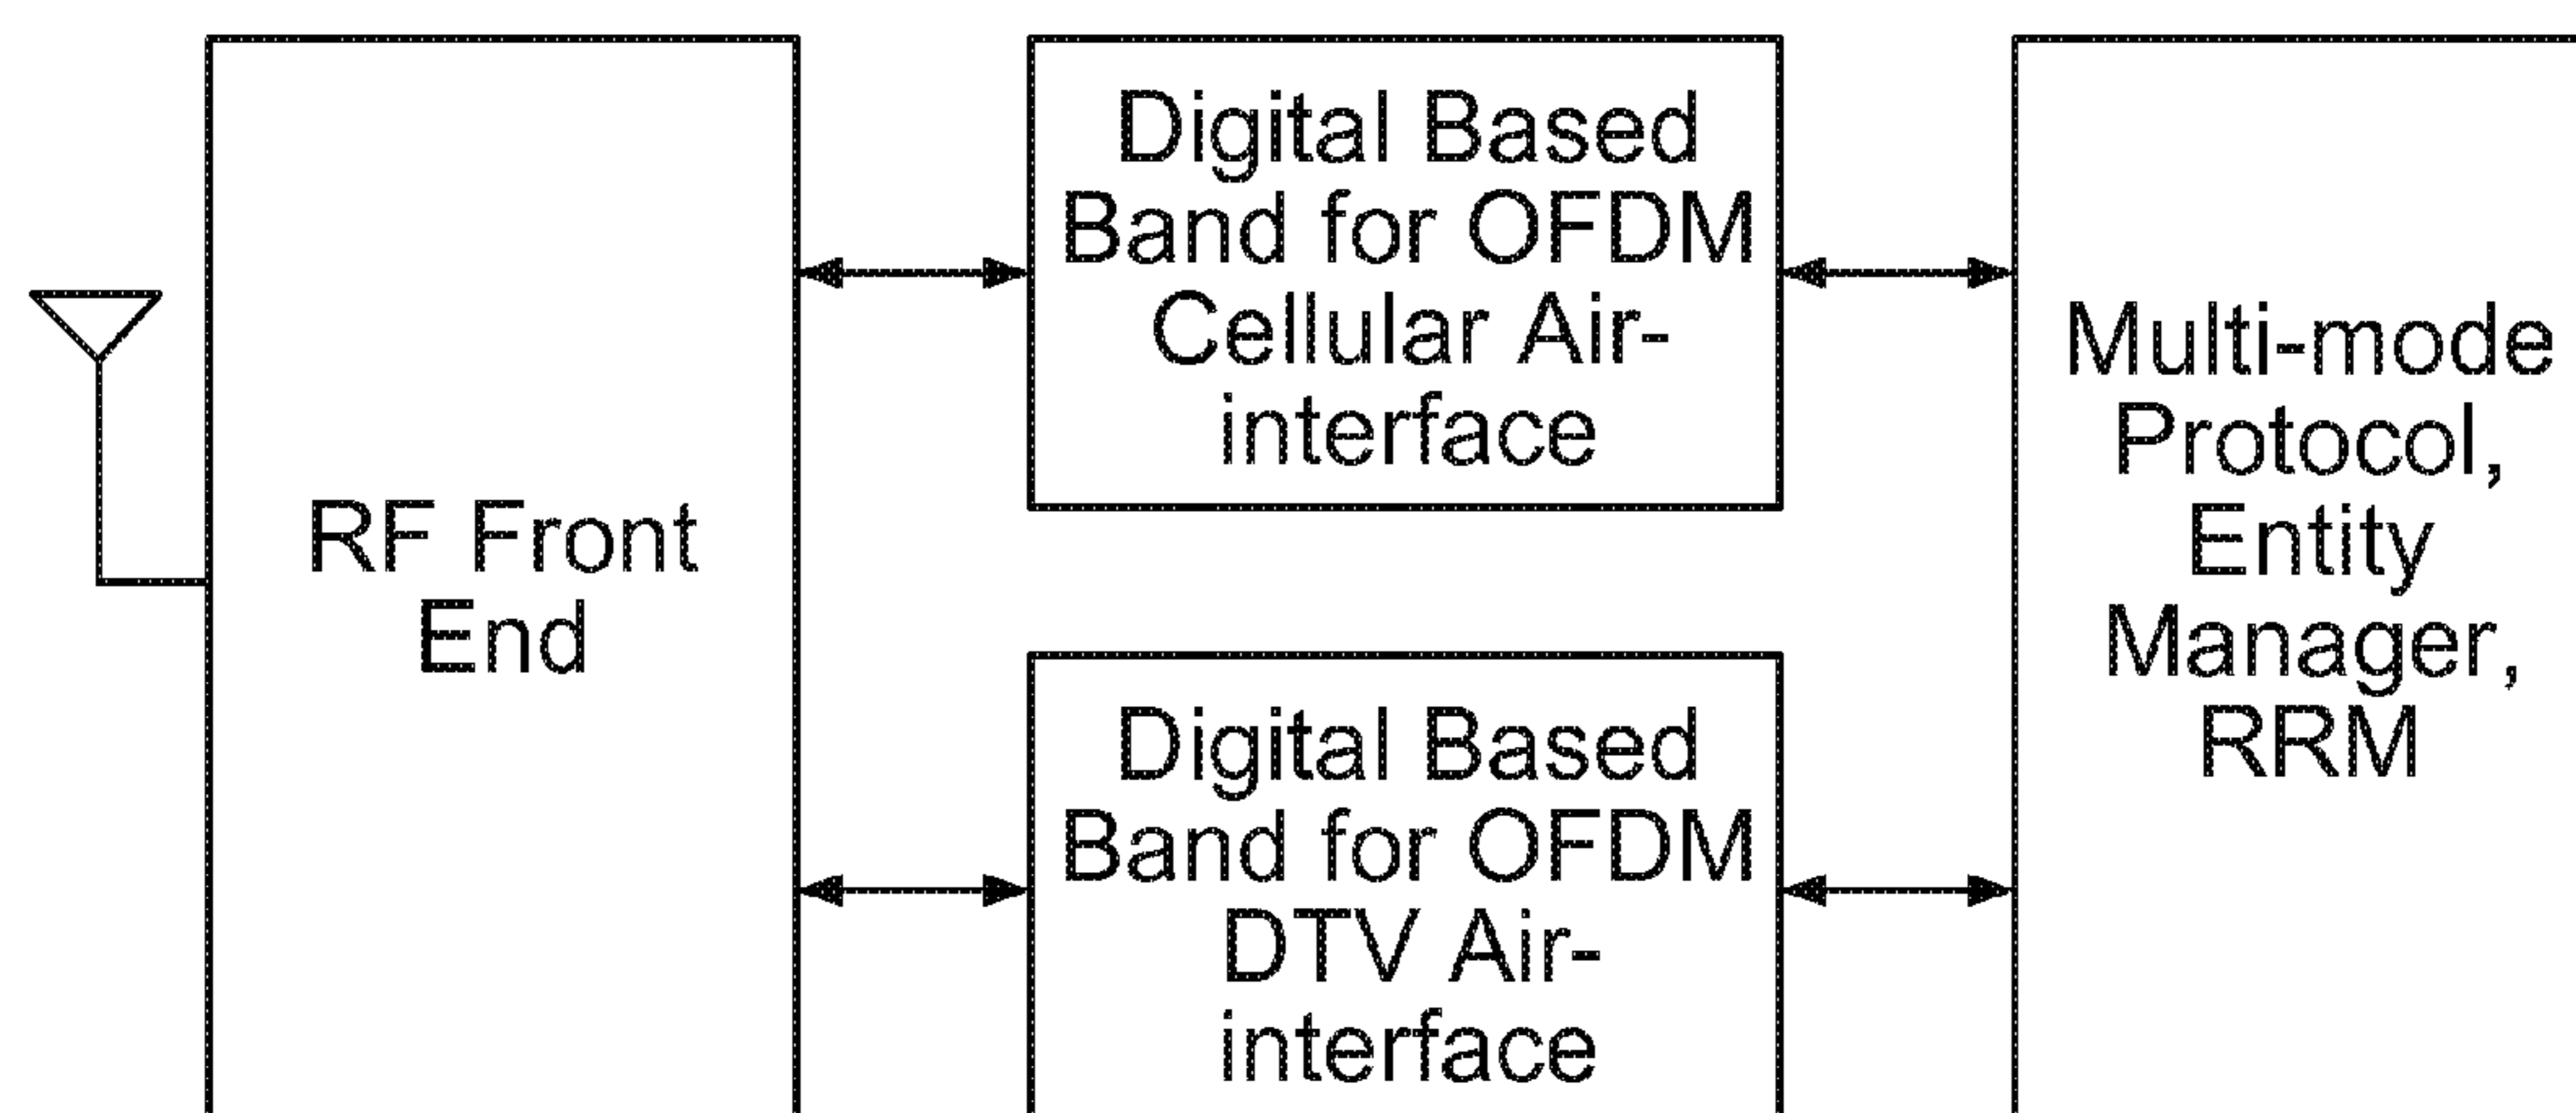 RF Front
End
Digital Based
Band for OFDM
Cellular Air-
interface
Digital Based
Band for OFDM
DTV Air-
interface
Multi-mode
Protocol,
Entity
Manager,
RRM